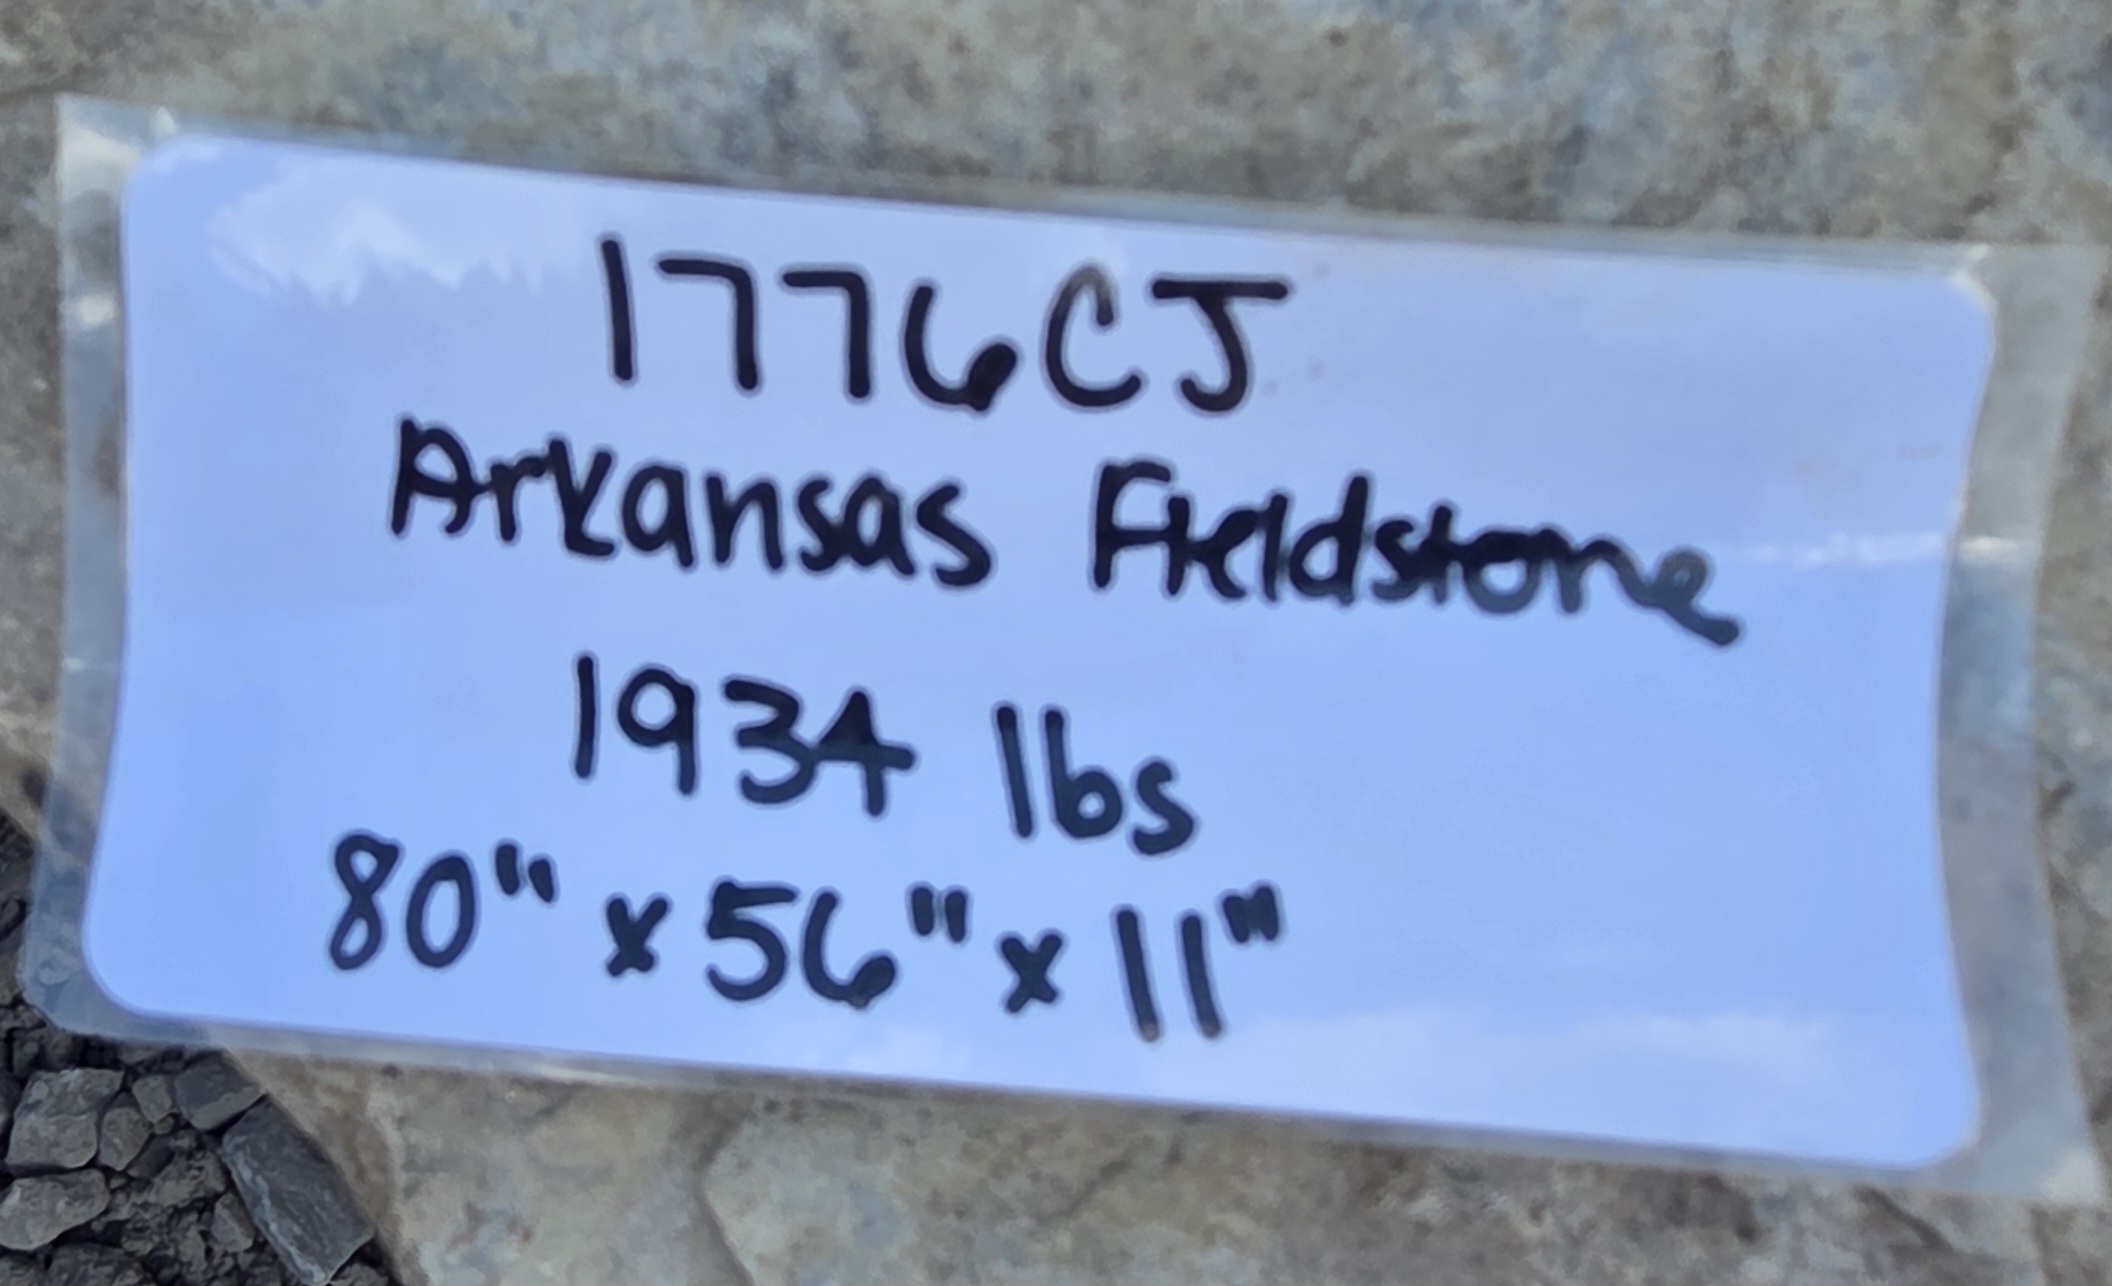 1776CJ
Arkansas Fieldstone
1934 lbs
80" x 56" x 11"